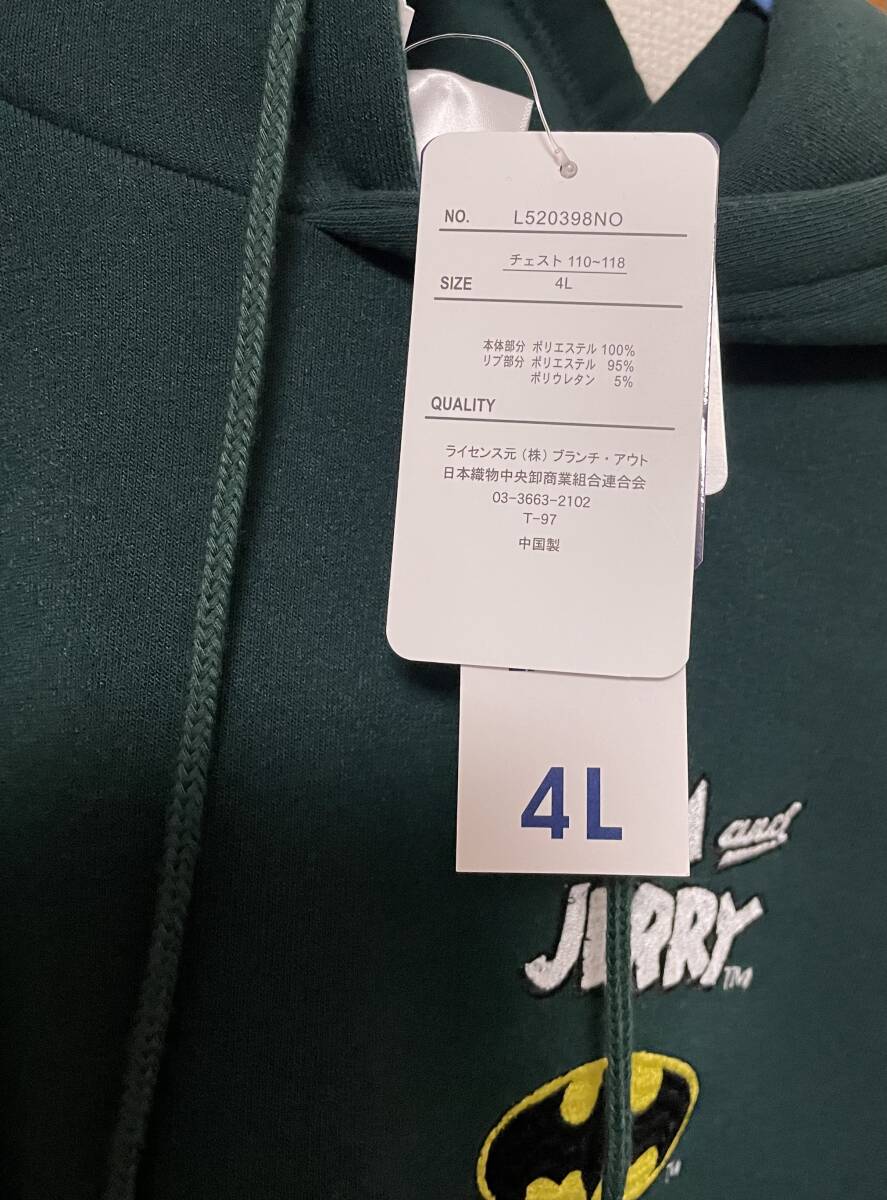 NO. L520398NO
チェスト 110~118
SIZE 4L
本体部分 ポリエステル 100%
リブ部分 ポリエステル 95%
ポリウレタン 5%
QUALITY
ライセンス元 (株) ブランチ・アウト
日本織物中央卸商業組合連合会
03-3663-2102
T-97
中国製
4L
and
JERRY TM
TM